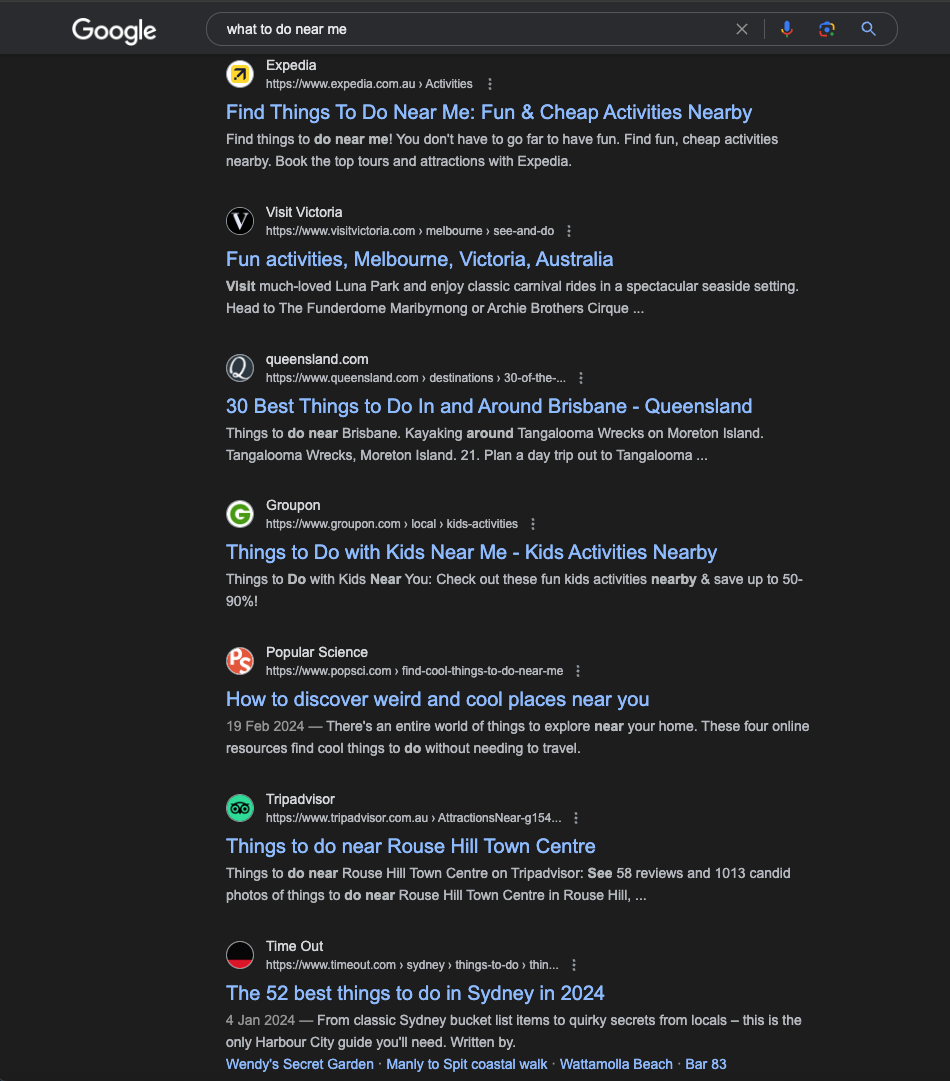 Google
what to do near me
Expedia
https://www.expedia.com.au › Activities
Find Things To Do Near Me: Fun & Cheap Activities Nearby
Find things to do near me! You don't have to go far to have fun. Find fun, cheap activities
nearby. Book the top tours and attractions with Expedia.
V
Visit Victoria
https://www.visitvictoria.com › melbourne › see-and-do
Fun activities, Melbourne, Victoria, Australia
Visit much-loved Luna Park and enjoy classic carnival rides in a spectacular seaside setting.
Head to The Funderdome Maribyrnong or Archie Brothers Cirque ...
Q
queensland.com
https://www.queensland.com › destinations › 30-of-the-...
30 Best Things to Do In and Around Brisbane - Queensland
Things to do near Brisbane. Kayaking around Tangalooma Wrecks on Moreton Island.
Tangalooma Wrecks, Moreton Island. 21. Plan a day trip out to Tangalooma ...
G
Groupon
https://www.groupon.com › local › kids-activities
Things to Do with Kids Near Me - Kids Activities Nearby
Things to Do with Kids Near You: Check out these fun kids activities nearby & save up to 50-
90%!
PS
Popular Science
https://www.popsci.com › find-cool-things-to-do-near-me
How to discover weird and cool places near you
19 Feb 2024 — There's an entire world of things to explore near your home. These four online
resources find cool things to do without needing to travel.
Tripadvisor
https://www.tripadvisor.com.au › AttractionsNear-g154...
Things to do near Rouse Hill Town Centre
Things to do near Rouse Hill Town Centre on Tripadvisor: See 58 reviews and 1013 candid
photos of things to do near Rouse Hill Town Centre in Rouse Hill, ...
Time Out
https://www.timeout.com › sydney › things-to-do › thin...
The 52 best things to do in Sydney in 2024
4 Jan 2024 — From classic Sydney bucket list items to quirky secrets from locals – this is the
only Harbour City guide you'll need. Written by.
Wendy's Secret Garden · Manly to Spit coastal walk · Wattamolla Beach · Bar 83